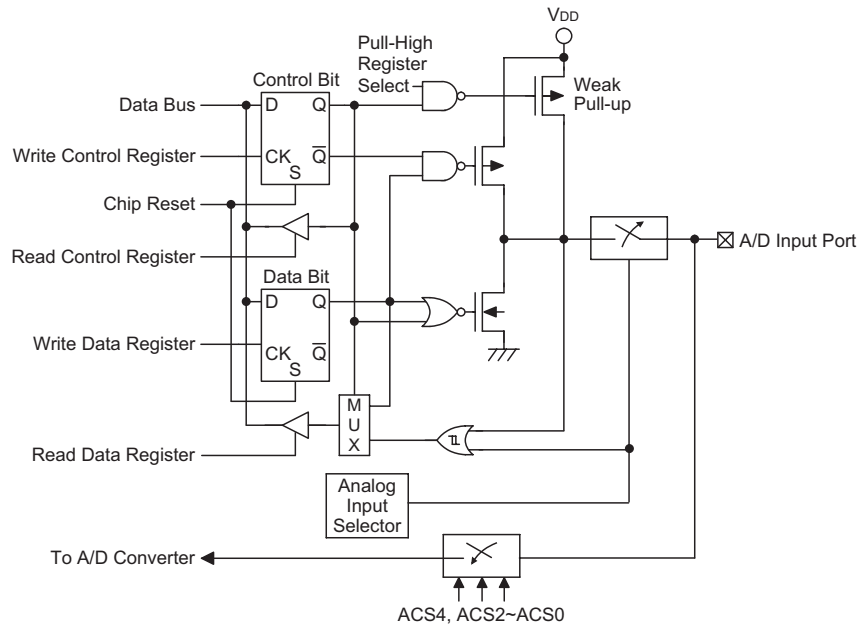 VDD
Pull-High
Register
Select
Control Bit
Weak
Pull-up
Data Bus
D
Q
Write Control Register
CK
Q̅
S
Chip Reset
Read Control Register
A/D Input Port
Data Bit
D
Q
Write Data Register
CK
Q̅
S
M
U
X
Read Data Register
Analog
Input
Selector
To A/D Converter
ACS4, ACS2~ACS0